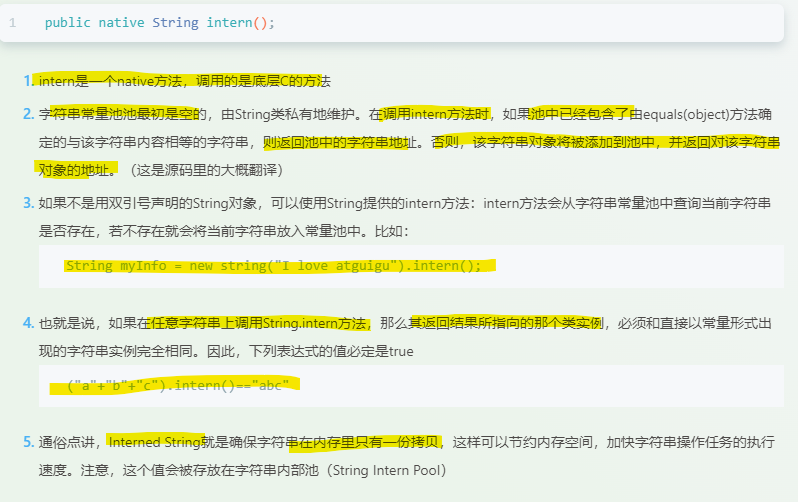 1 public native String intern();
1. intern是一个native方法，调用的是底层C的方法
2. 字符串常量池池最初是空的，由String类私有地维护。在调用intern方法时，如果池中已经包含了由equals(object)方法确
定的与该字符串内容相等的字符串，则返回池中的字符串地址。否则，该字符串对象将被添加到池中，并返回对该字符串
对象的地址。（这是源码里的大概翻译）
3. 如果不是用双引号声明的String对象，可以使用String提供的intern方法：intern方法会从字符串常量池中查询当前字符串
是否存在，若不存在就会将当前字符串放入常量池中。比如：
String myInfo = new string("I love atguigu").intern();
4. 也就是说，如果在任意字符串上调用String.intern方法，那么其返回结果所指向的那个类实例，必须和直接以常量形式出
现的字符串实例完全相同。因此，下列表达式的值必定是true
("a"+"b"+"c").intern()=="abc"
5. 通俗点讲，Interned String就是确保字符串在内存里只有一份拷贝，这样可以节约内存空间，加快字符串操作任务的执行
速度。注意，这个值会被存放在字符串内部池（String Intern Pool）